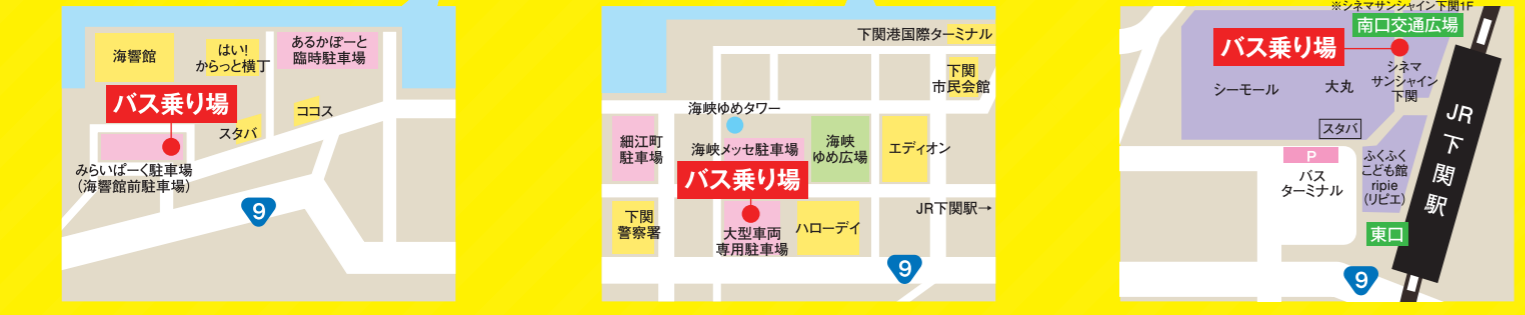 海響館
はい!
からっと横丁
あるかぽーと
臨時駐車場
バス乗り場
ココス
スタバ
みらいぱーく駐車場
(海響館前駐車場)
9
下関港国際ターミナル
下関
市民会館
海峡ゆめタワー
細江町
駐車場
海峡メッセ駐車場
海峡
ゆめ広場
エディオン
バス乗り場
JR下関駅→
下関
警察署
大型車両
専用駐車場
ハローデイ
9
※シネマサンシャイン下関1F
南口交通広場
バス乗り場
シネマ
サンシャイン
下関
シーモール
大丸
スタバ
JR下関駅
P
バス
ターミナル
ふくふく
こども館
ripie
(リピエ)
東口
9